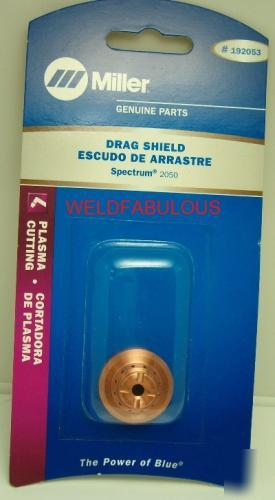 # 192053
Miller®
GENUINE PARTS
DRAG SHIELD
ESCUDO DE ARRASTRE
Spectrum® 2050
WELDFABULOUS
PLASMA CUTTING • CORTADORA DE PLASMA
The Power of Blue®